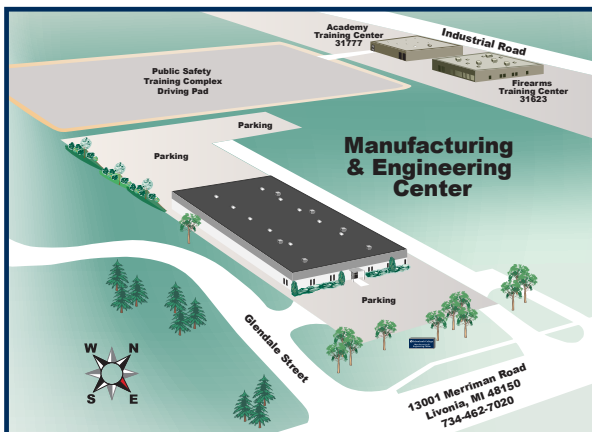 Academy
Training Center
31777
Industrial Road
Public Safety
Training Complex
Driving Pad
Firearms
Training Center
31623
Parking
Parking
Manufacturing
& Engineering
Center
Parking
Glendale Street
W N
S E
13001 Merriman Road
Livonia, MI 48150
734-462-7020